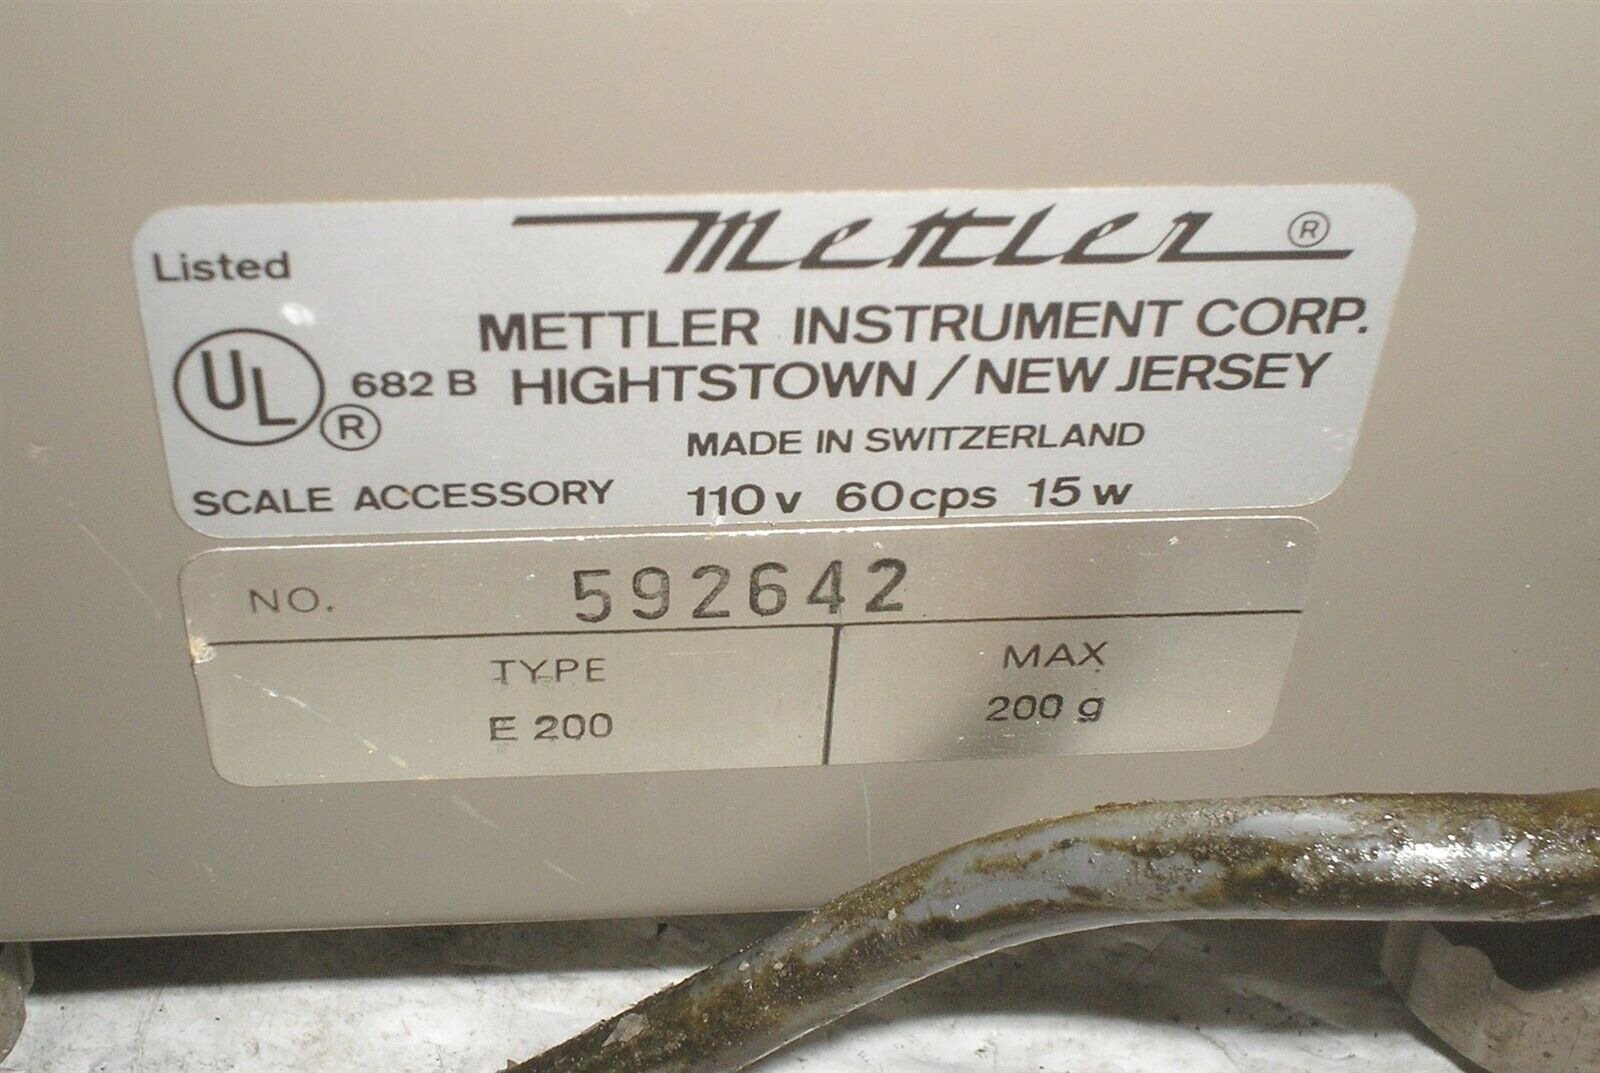 Mettler ®
Listed
UL ® 682 B
METTLER INSTRUMENT CORP.
HIGHTSTOWN / NEW JERSEY
MADE IN SWITZERLAND
SCALE ACCESSORY 110 v 60 cps 15 w
NO. 592642
TYPE MAX
E 200 200 g